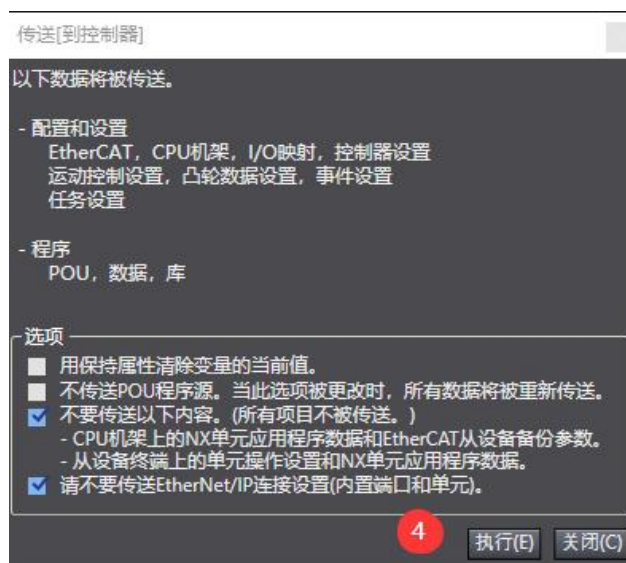 传送[到控制器]
以下数据将被传送。
- 配置和设置
EtherCAT，CPU机架，I/O映射，控制器设置
运动控制设置，凸轮数据设置，事件设置
任务设置
- 程序
POU，数据，库
选项
用保持属性清除变量的当前值。
不传送POU程序源。当此选项被更改时，所有数据将被重新传送。
不要传送以下内容。(所有项目不被传送。)
- CPU机架上的NX单元应用程序数据和EtherCAT从设备备份参数。
- 从设备终端上的单元操作设置和NX单元应用程序数据。
请不要传送EtherNet/IP连接设置(内置端口和单元)。
4 执行(E) 关闭(C)